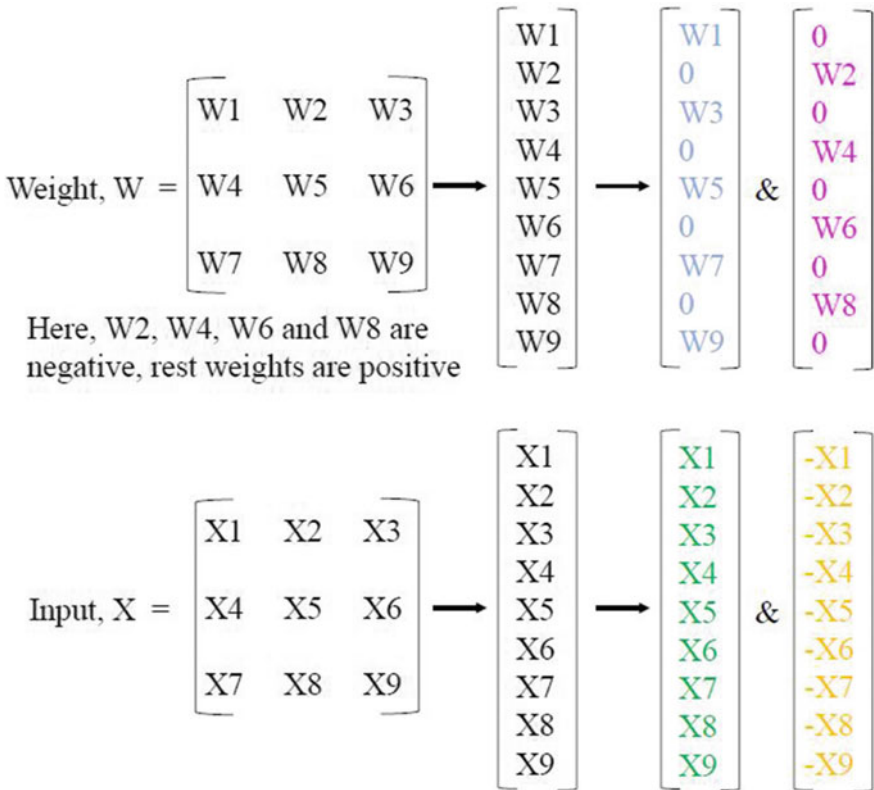 Weight, W =
W1 W2 W3
W4 W5 W6
W7 W8 W9
W1
W2
W3
W4
W5
W6
W7
W8
W9
W1
0
W3
0
W5
0
W7
0
W9
&
0
W2
0
W4
0
W6
0
W8
0
Here, W2, W4, W6 and W8 are
negative, rest weights are positive
Input, X =
X1 X2 X3
X4 X5 X6
X7 X8 X9
X1
X2
X3
X4
X5
X6
X7
X8
X9
X1
X2
X3
X4
X5
X6
X7
X8
X9
&
-X1
-X2
-X3
-X4
-X5
-X6
-X7
-X8
-X9